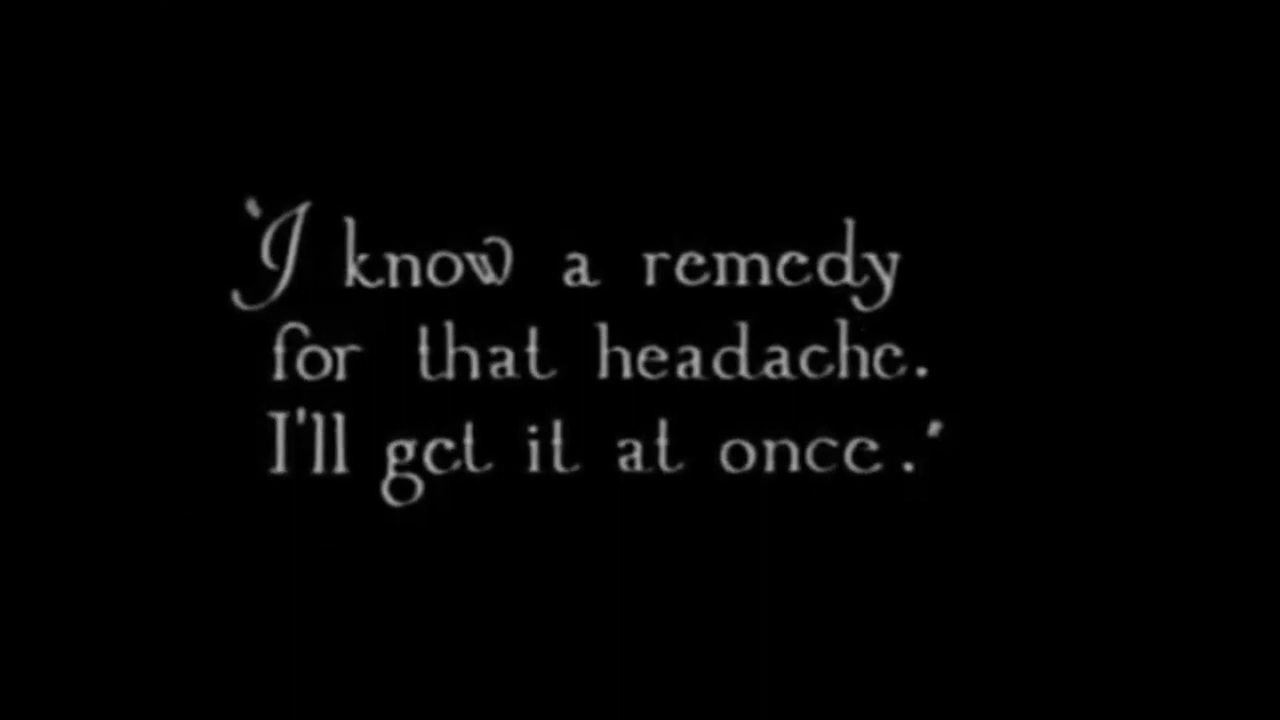 'I know a remedy
for that headache.
I'll get it at once.'